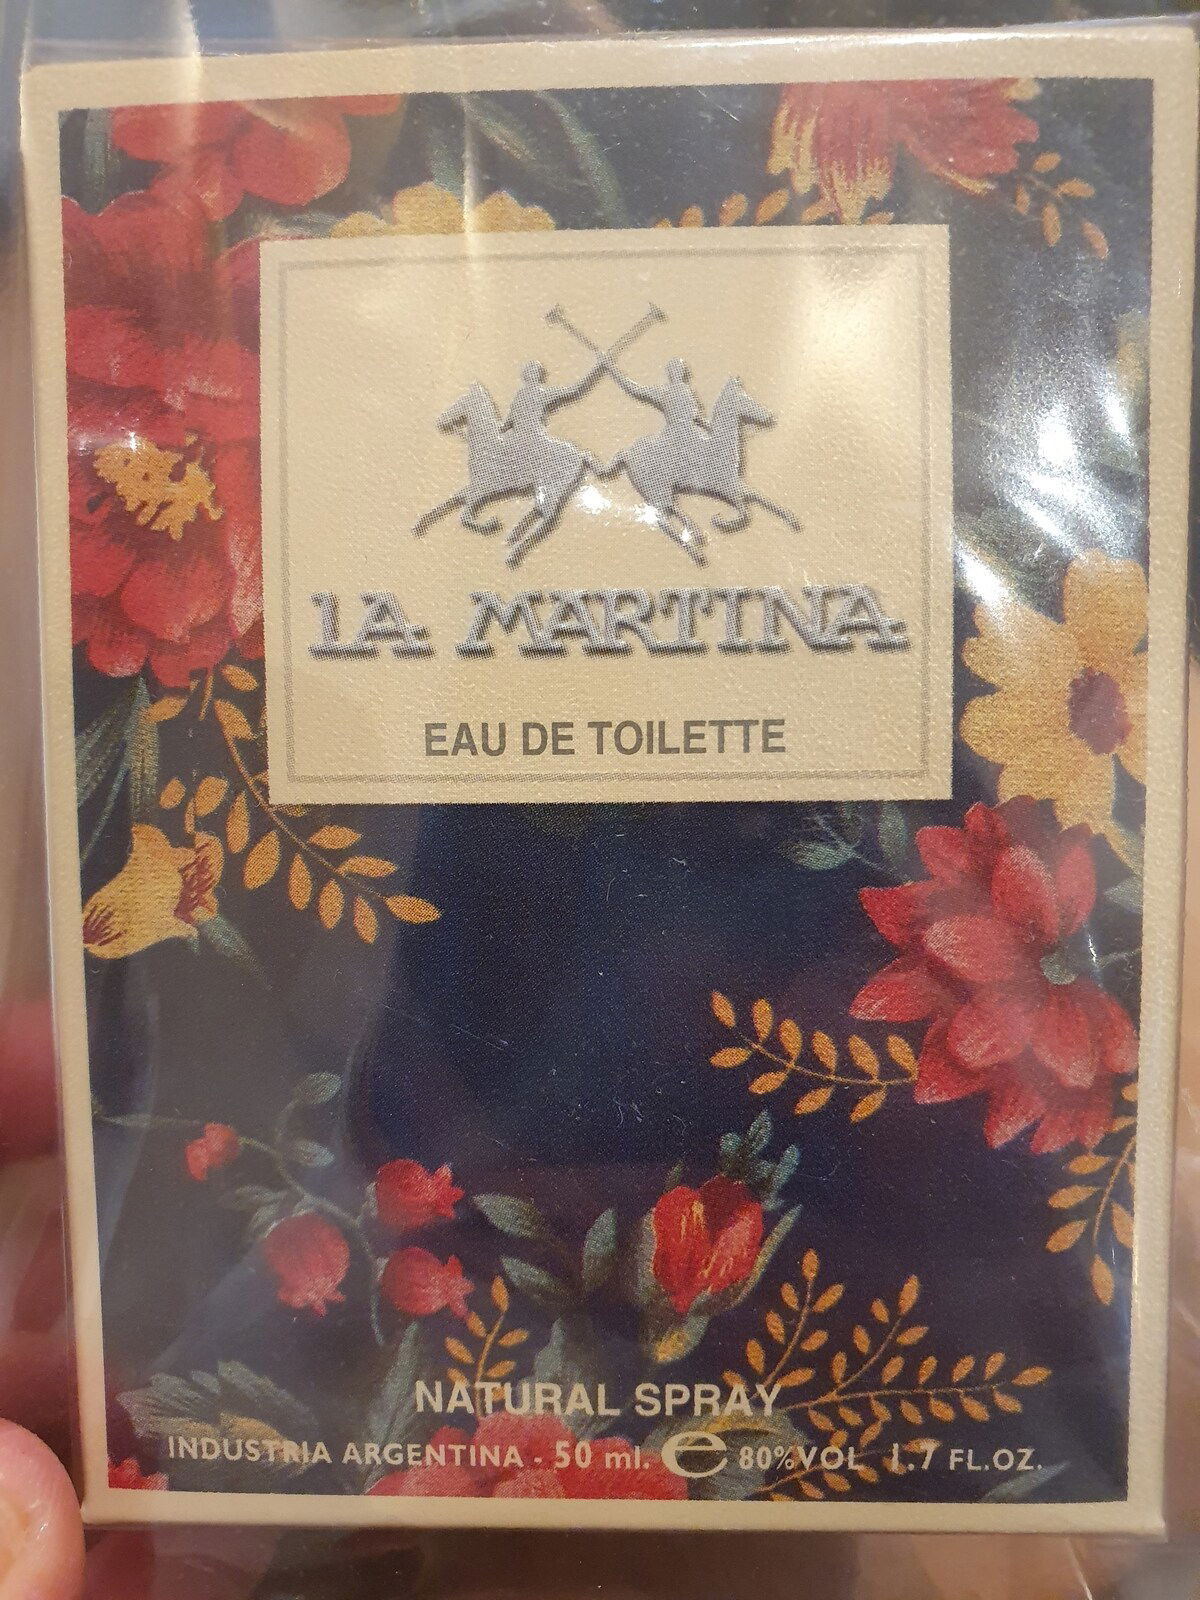 LA MARTINA
EAU DE TOILETTE
NATURAL SPRAY
INDUSTRIA ARGENTINA - 50 ml. e 80%VOL 1.7 FL.OZ.